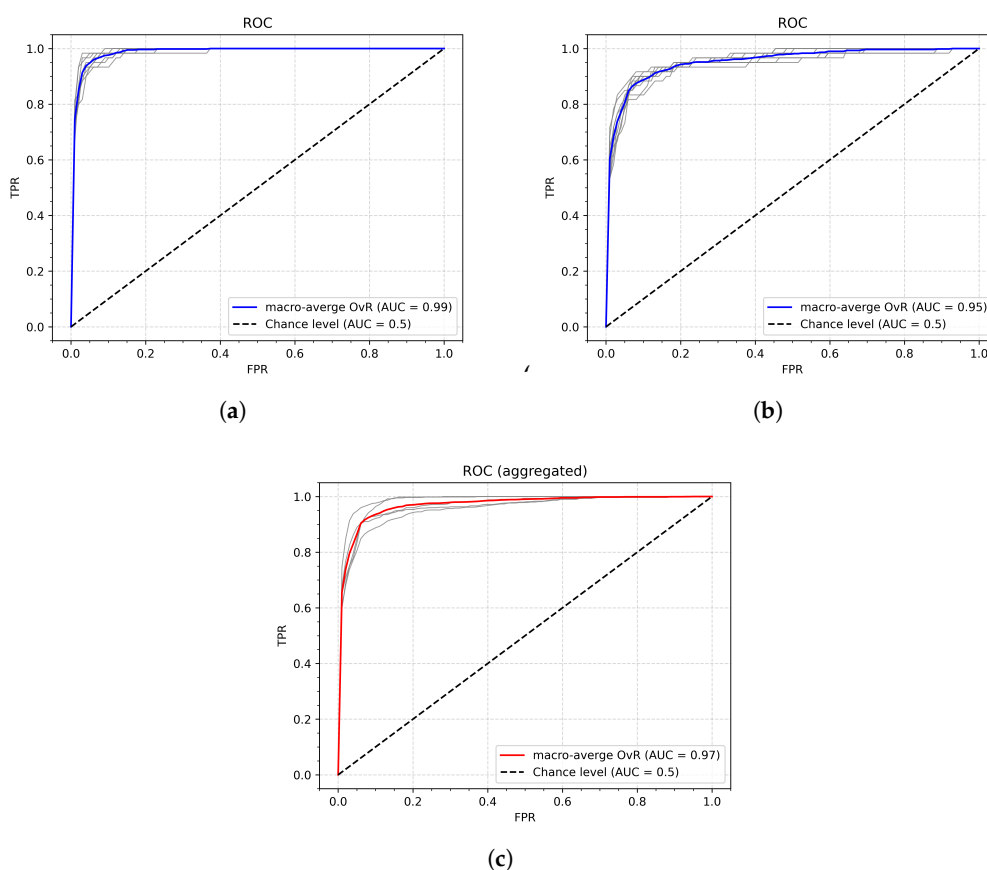 ROC
1.0
0.8
0.6
0.4
0.2
0.0
TPR
macro-averge OvR (AUC = 0.99)
Chance level (AUC = 0.5)
0.0 0.2 0.4 0.6 0.8 1.0
FPR
(a)
ROC
1.0
0.8
0.6
0.4
0.2
0.0
TPR
macro-averge OvR (AUC = 0.95)
Chance level (AUC = 0.5)
0.0 0.2 0.4 0.6 0.8 1.0
FPR
(b)
ROC (aggregated)
1.0
0.8
0.6
0.4
0.2
0.0
TPR
macro-averge OvR (AUC = 0.97)
Chance level (AUC = 0.5)
0.0 0.2 0.4 0.6 0.8 1.0
FPR
(c)